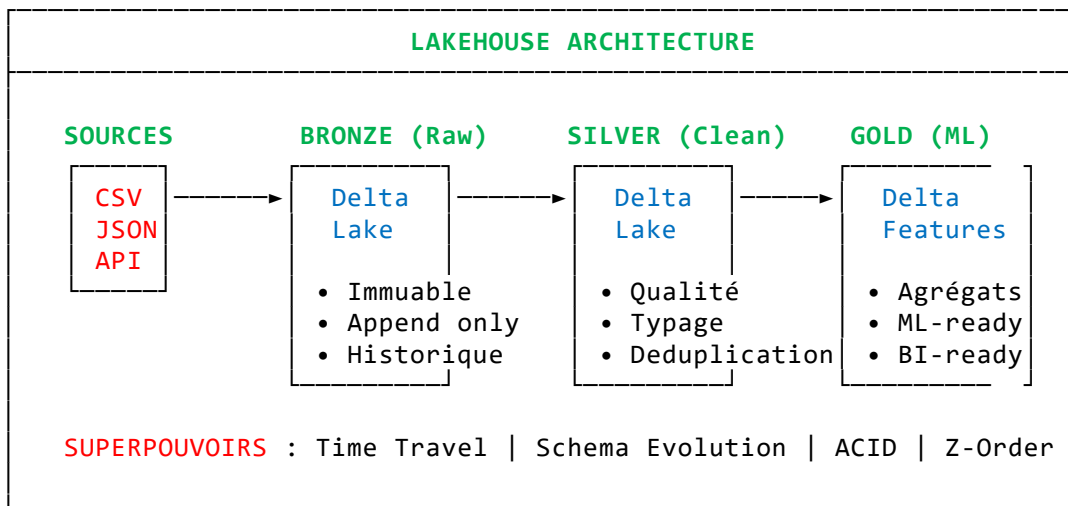 LAKEHOUSE ARCHITECTURE
SOURCES BRONZE (Raw) SILVER (Clean) GOLD (ML)
CSV Delta Delta Delta
JSON Lake Lake Features
API
• Immuable • Qualité • Agrégats
• Append only • Typage • ML-ready
• Historique • Deduplication • BI-ready
SUPERPOUVOIRS : Time Travel | Schema Evolution | ACID | Z-Order